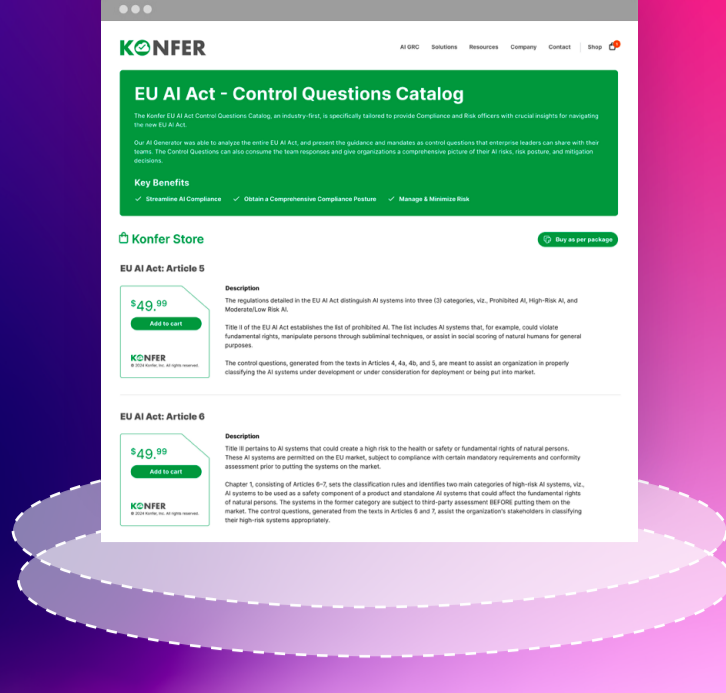 KONFER
AI GRC Solutions Resources Company Contact Shop
EU AI Act - Control Questions Catalog
The Konfer EU AI Act Control Questions Catalog, an industry-first, is specifically tailored to provide Compliance and Risk officers with crucial insights for navigating
the new EU AI Act.
Our AI Generator was able to analyze the entire EU AI Act, and present the guidance and mandates as control questions that enterprise leaders can share with their
teams. The Control Questions can also consume the team responses and give organizations a comprehensive picture of their AI risks, risk posture, and mitigation
decisions.
Key Benefits
Streamline AI Compliance Obtain a Comprehensive Compliance Posture Manage & Minimize Risk
Konfer Store
Buy as per package
EU AI Act: Article 5
$49.99
Add to cart
KONFER
© 2024 Konfer, Inc. All rights reserved.
Description
The regulations detailed in the EU AI Act distinguish AI systems into three (3) categories, viz., Prohibited AI, High-Risk AI, and
Moderate/Low Risk AI.
Title II of the EU AI Act establishes the list of prohibited AI. The list includes AI systems that, for example, could violate
fundamental rights, manipulate persons through subliminal techniques, or assist in social scoring of natural humans for general
purposes.
The control questions, generated from the texts in Articles 4, 4a, 4b, and 5, are meant to assist an organization in properly
classifying the AI systems under development or under consideration for deployment or being put into market.
EU AI Act: Article 6
$49.99
Add to cart
KONFER
© 2024 Konfer, Inc. All rights reserved.
Description
Title III pertains to AI systems that could create a high risk to the health or safety or fundamental rights of natural persons.
These AI systems are permitted on the EU market, subject to compliance with certain mandatory requirements and conformity
assessment prior to putting the systems on the market.
Chapter 1, consisting of Articles 6-7, sets the classification rules and identifies two main categories of high-risk AI systems, viz.,
AI systems to be used as a safety component of a product and standalone AI systems that could affect the fundamental rights
of natural persons. The systems in the former category are subject to third-party assessment BEFORE putting them on the
market. The control questions, generated from the texts in Articles 6 and 7, assist the organization's stakeholders in classifying
their high-risk systems appropriately.